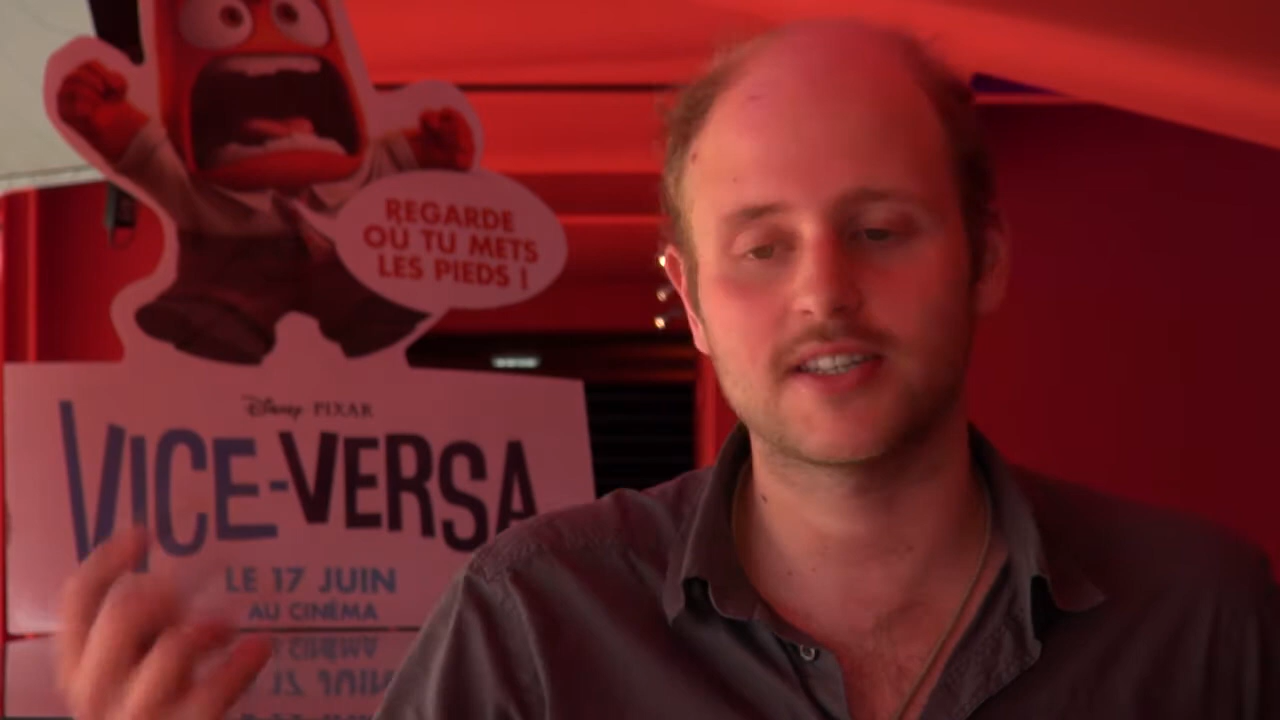 REGARDE
OÙ TU METS
LES PIEDS !
Disney PIXAR
VICE-VERSA
LE 17 JUIN
AU CINÉMA